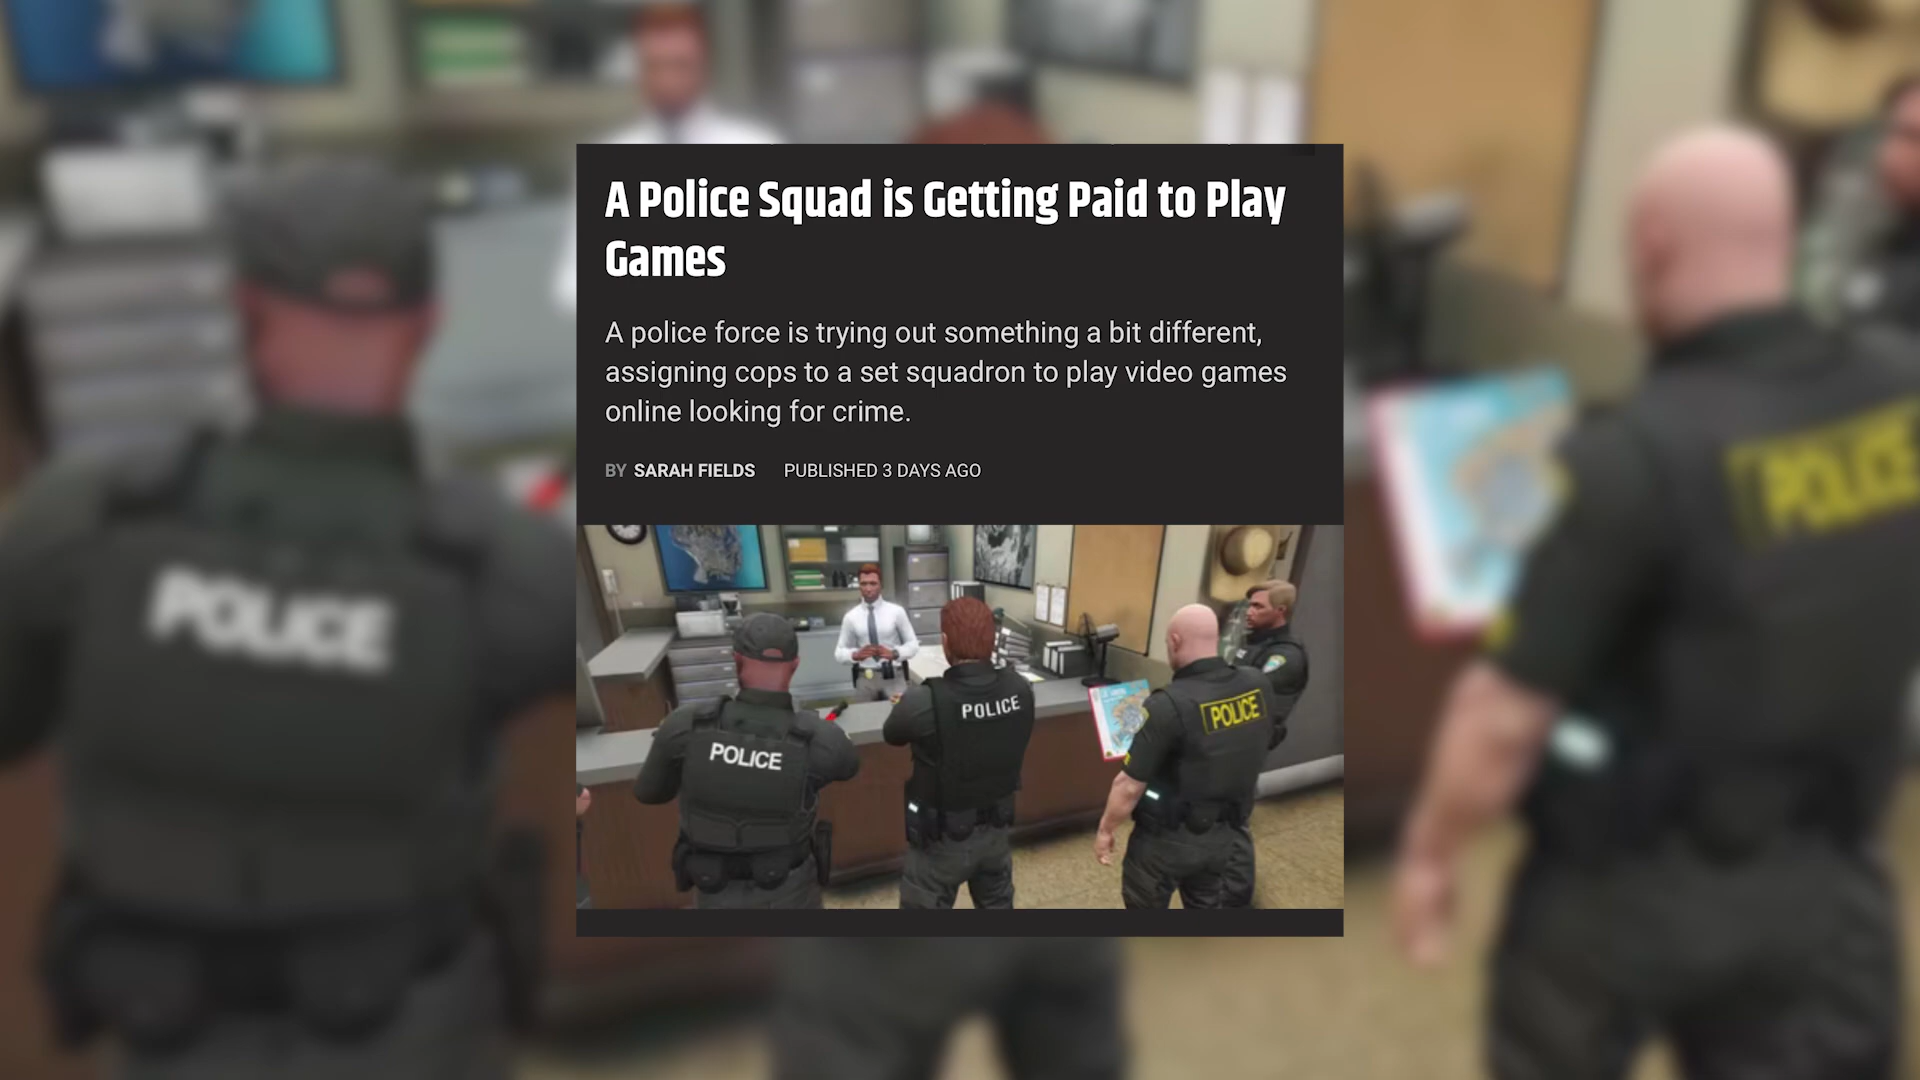 A Police Squad is Getting Paid to Play
Games
A police force is trying out something a bit different,
assigning cops to a set squadron to play video games
online looking for crime.
BY SARAH FIELDS PUBLISHED 3 DAYS AGO
POLICE
POLICE
POLICE
POLICE
POLICE